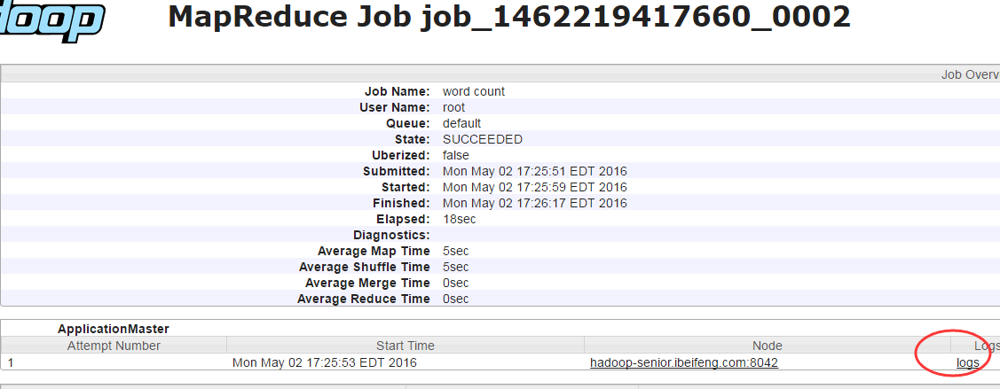 oop
MapReduce Job job_1462219417660_0002
Job Overv
Job Name: word count
User Name: root
Queue: default
State: SUCCEEDED
Uberized: false
Submitted: Mon May 02 17:25:51 EDT 2016
Started: Mon May 02 17:25:59 EDT 2016
Finished: Mon May 02 17:26:17 EDT 2016
Elapsed: 18sec
Diagnostics:
Average Map Time 5sec
Average Shuffle Time 5sec
Average Merge Time 0sec
Average Reduce Time 0sec
ApplicationMaster
Attempt Number Start Time Node Logs
1 Mon May 02 17:25:53 EDT 2016 hadoop-senior.ibeifeng.com:8042 logs